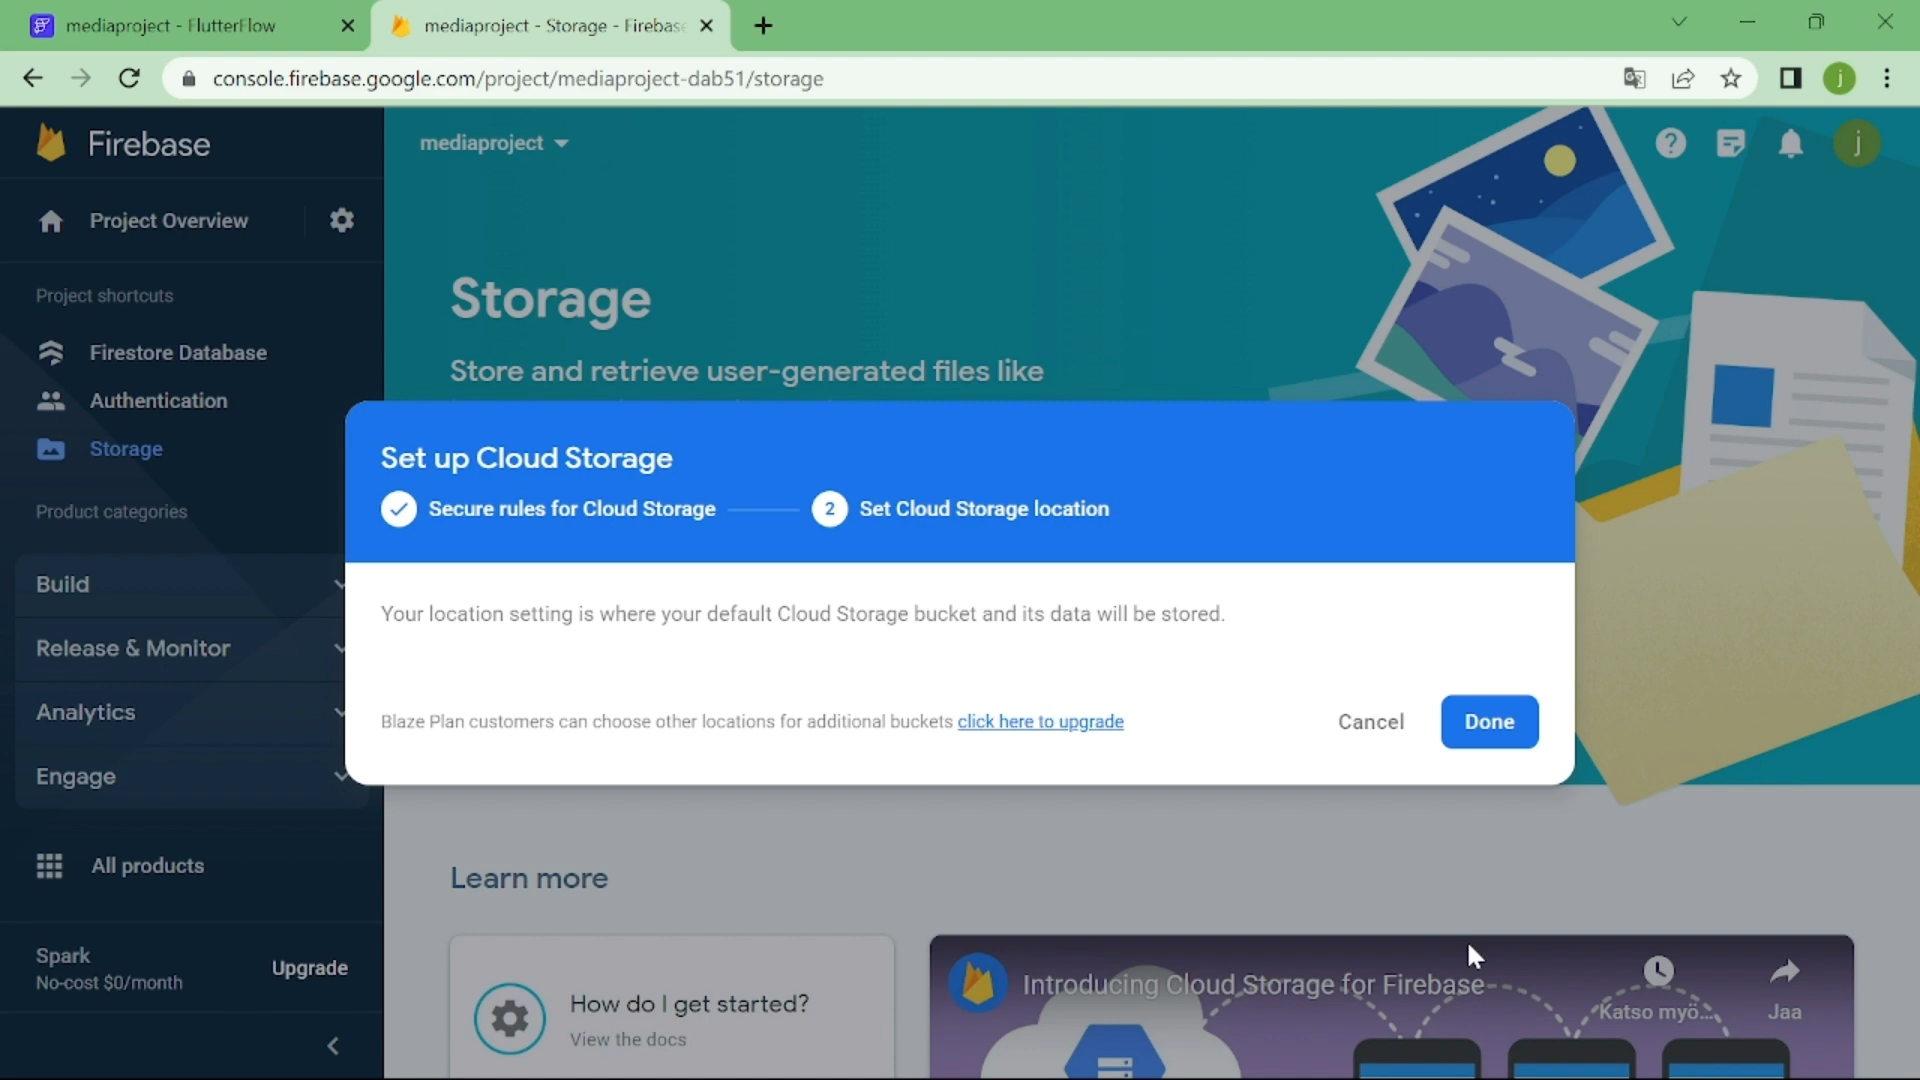 mediaproject - FlutterFlow
mediaproject - Storage - Firebase
console.firebase.google.com/project/mediaproject-dab51/storage
j
Firebase
mediaproject
j
Project Overview
Project shortcuts
Firestore Database
Authentication
Storage
Product categories
Build
Release & Monitor
Analytics
Engage
All products
Spark
No-cost $0/month
Upgrade
Storage
Store and retrieve user-generated files like
Set up Cloud Storage
Secure rules for Cloud Storage
2 Set Cloud Storage location
Your location setting is where your default Cloud Storage bucket and its data will be stored.
Blaze Plan customers can choose other locations for additional buckets click here to upgrade
Cancel
Done
Learn more
How do I get started?
View the docs
Introducing Cloud Storage for Firebase
Katso myö...
Jaa